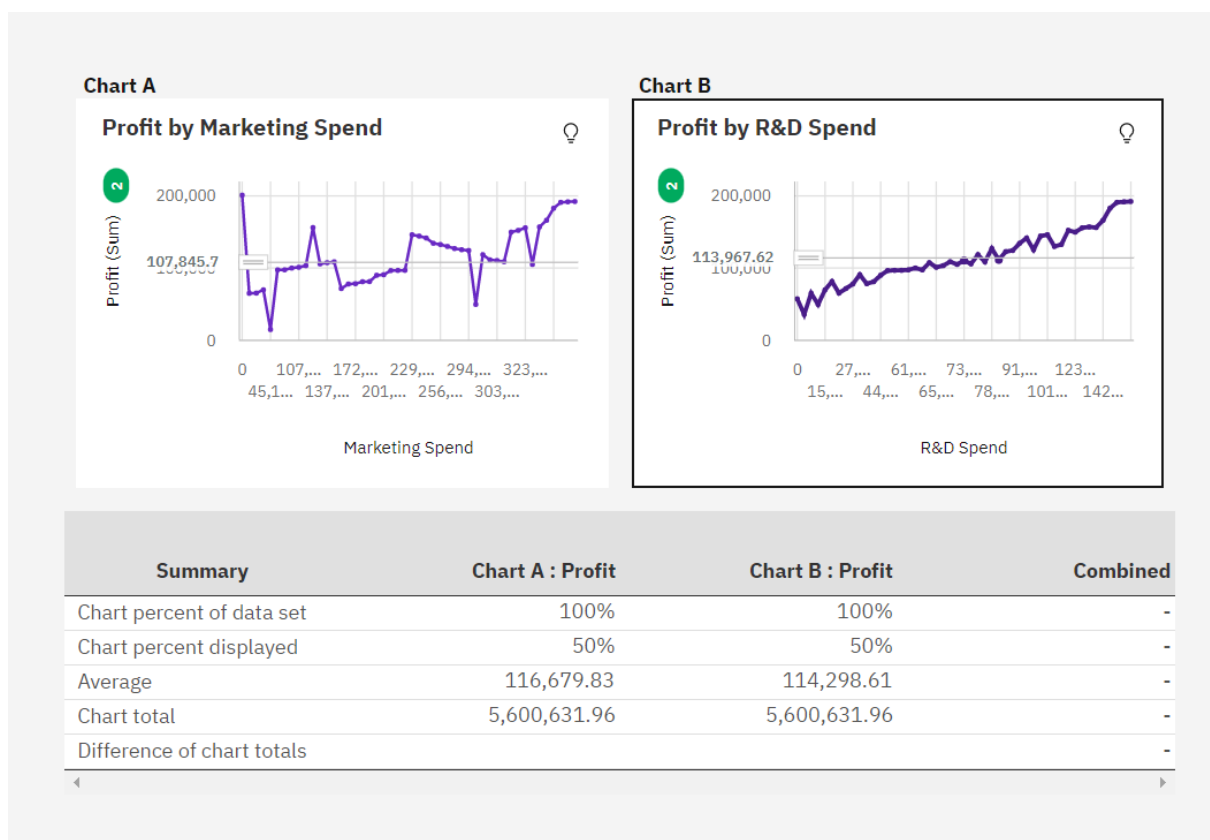 Chart A
Chart B
Profit by Marketing Spend
2
Profit (Sum)
200,000
107,845.7
100,000
0
0 107,... 172,... 229,... 294,... 323,...
45,1... 137,... 201,... 256,... 303,...
Marketing Spend
Profit by R&D Spend
2
Profit (Sum)
200,000
113,967.62
100,000
0
0 27,... 61,... 73,... 91,... 123...
15,... 44,... 65,... 78,... 101... 142...
R&D Spend
Summary Chart A : Profit Chart B : Profit Combined
Chart percent of data set 100% 100% -
Chart percent displayed 50% 50% -
Average 116,679.83 114,298.61 -
Chart total 5,600,631.96 5,600,631.96 -
Difference of chart totals -